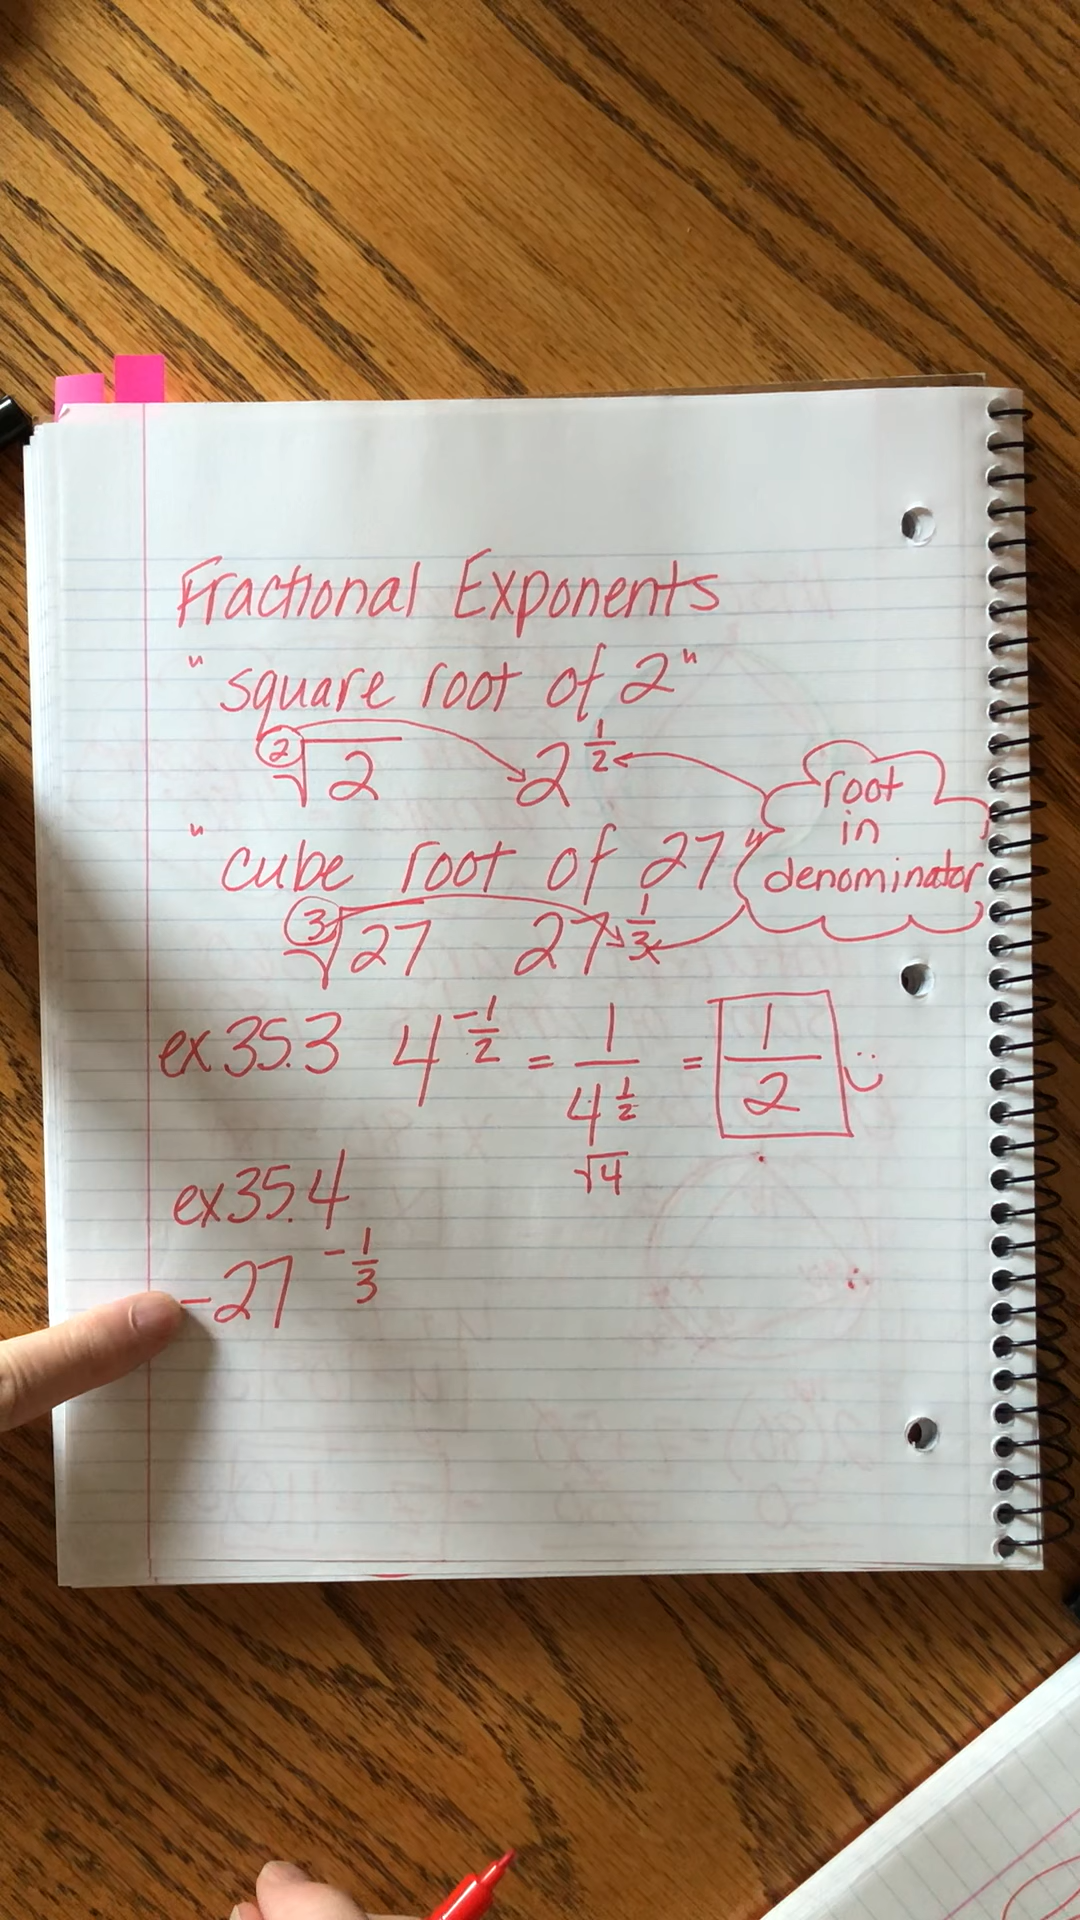 Fractional Exponents
"square root of 2"
²√2 2^(1/2)
root
in
denominator
"cube root of 27"
³√27 27^(1/3)
ex 35.3 4^(-1/2) = 1/4^(1/2) = 1/2
√4
ex 35.4
-27^(-1/3)